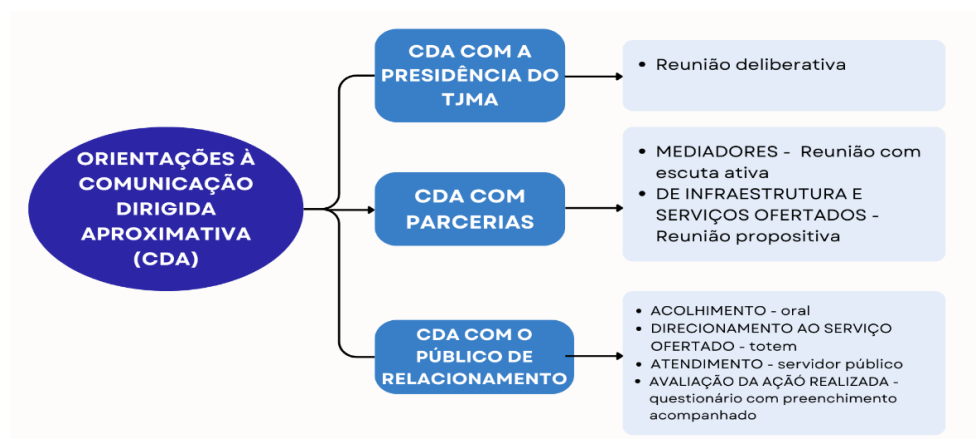 ORIENTAÇÕES À
COMUNICAÇÃO
DIRIGIDA
APROXIMATIVA
(CDA)
CDA COM A
PRESIDÊNCIA DO
TJMA
• Reunião deliberativa
CDA COM
PARCERIAS
• MEDIADORES - Reunião com
escuta ativa
• DE INFRAESTRUTURA E
SERVIÇOS OFERTADOS -
Reunião propositiva
CDA COM O
PÚBLICO DE
RELACIONAMENTO
• ACOLHIMENTO - oral
• DIRECIONAMENTO AO SERVIÇO
OFERTADO - totem
• ATENDIMENTO - servidor público
• AVALIAÇÃO DA AÇÃÓ REALIZADA -
questionário com preenchimento
acompanhado